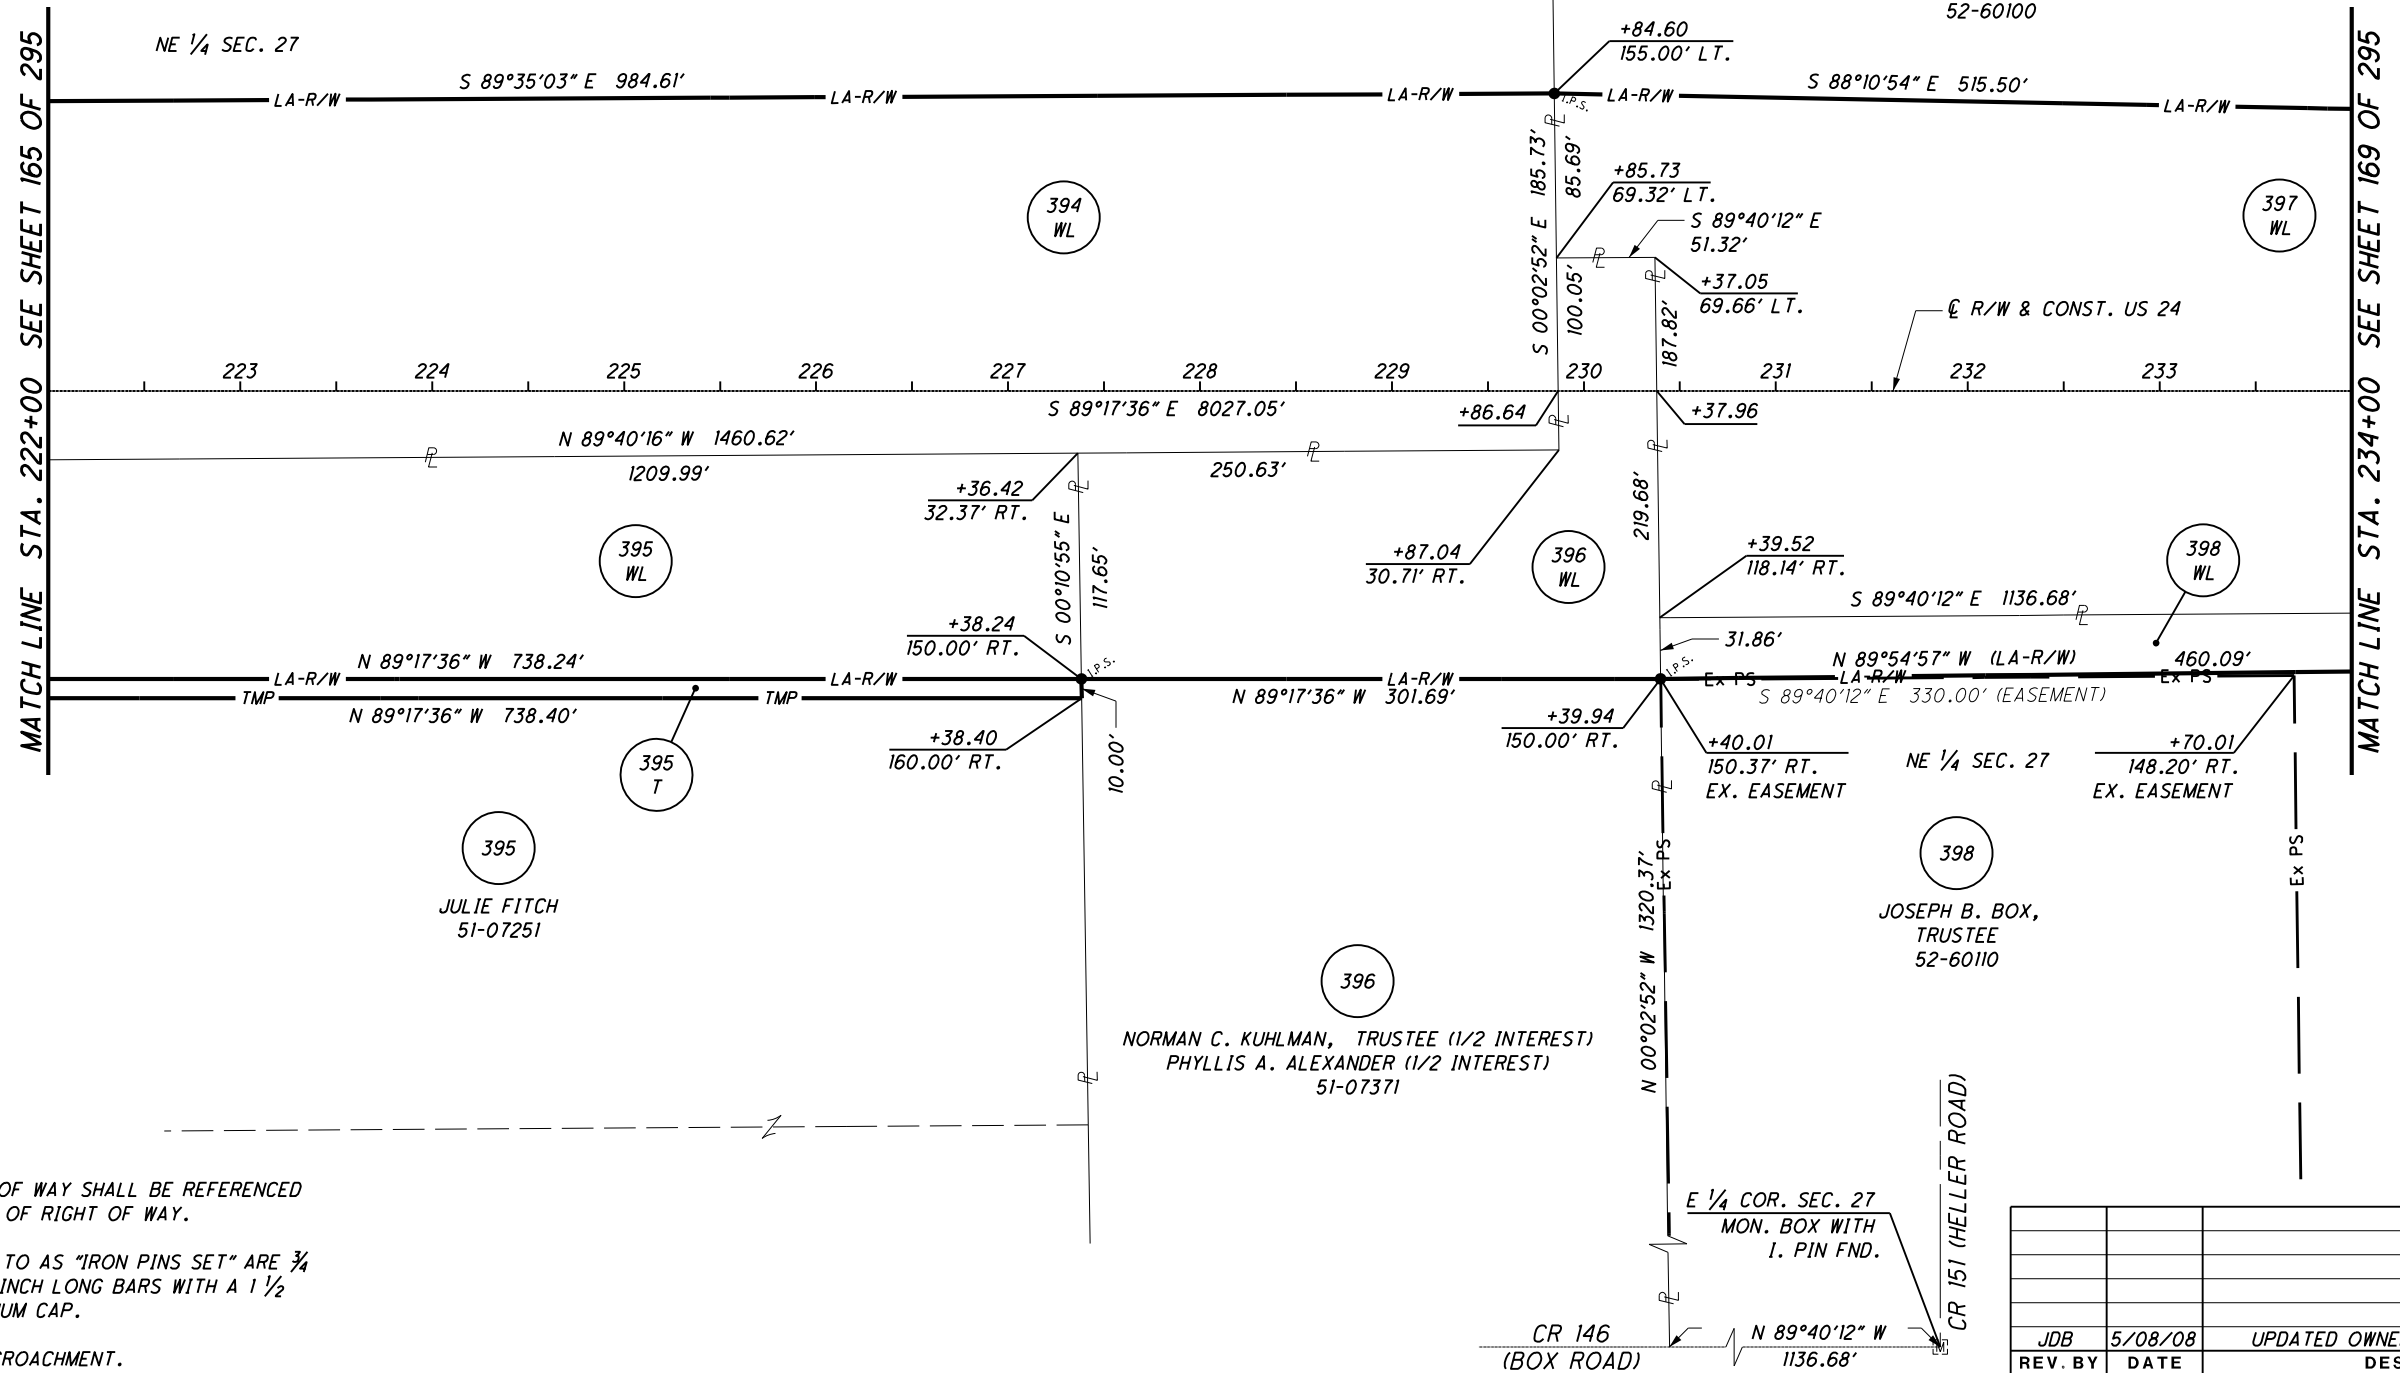 52-60100
NE 1/4 SEC. 27
+84.60
155.00' LT.
S 89°35'03" E 984.61'
S 88°10'54" E 515.50'
LA-R/W
LA-R/W
LA-R/W
LA-R/W
LA-R/W
I.P.S.
MATCH LINE STA. 222+00 SEE SHEET 165 OF 295
MATCH LINE STA. 234+00 SEE SHEET 169 OF 295
S 00°02'52" E 185.73'
85.69'
+85.73
69.32' LT.
394
WL
397
WL
S 89°40'12" E
51.32'
100.05'
+37.05
69.66' LT.
187.82'
℄ R/W & CONST. US 24
223 224 225 226 227 228 229 230 231 232 233
S 89°17'36" E 8027.05'
+86.64
+37.96
N 89°40'16" W 1460.62'
1209.99'
250.63'
+36.42
32.37' RT.
219.68'
S 00°10'55" E
117.65'
395
WL
+87.04
30.71' RT.
396
WL
+39.52
118.14' RT.
398
WL
S 89°40'12" E 1136.68'
+38.24
150.00' RT.
31.86'
N 89°17'36" W 738.24'
N 89°54'57" W (LA-R/W) 460.09'
I.P.S.
I.P.S.
LA-R/W
LA-R/W
LA-R/W
Ex PS
LA-R/W
Ex PS
TMP
TMP
N 89°17'36" W 301.69'
S 89°40'12" E 330.00' (EASEMENT)
N 89°17'36" W 738.40'
+38.40
160.00' RT.
10.00'
+39.94
150.00' RT.
+40.01
150.37' RT.
EX. EASEMENT
NE 1/4 SEC. 27
+70.01
148.20' RT.
EX. EASEMENT
395
T
395
JULIE FITCH
51-07251
398
JOSEPH B. BOX,
TRUSTEE
52-60110
Ex PS
Ex PS
N 00°02'52" W 1320.37'
396
NORMAN C. KUHLMAN, TRUSTEE (1/2 INTEREST)
PHYLLIS A. ALEXANDER (1/2 INTEREST)
51-07371
OF WAY SHALL BE REFERENCED
OF RIGHT OF WAY.
TO AS "IRON PINS SET" ARE 3/4
INCH LONG BARS WITH A 1 1/2
UM CAP.
ROACHMENT.
E 1/4 COR. SEC. 27
MON. BOX WITH
I. PIN FND.
CR 151 (HELLER ROAD)
CR 146
(BOX ROAD)
N 89°40'12" W
1136.68'
M
JDB 5/08/08 UPDATED OWNE
REV. BY DATE DES